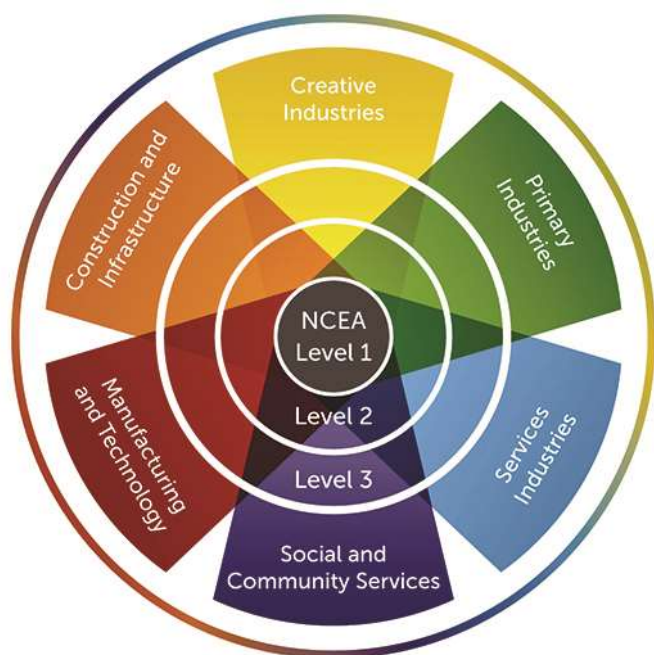 Creative
Industries
Primary
Industries
Services
Industries
Social and
Community Services
Manufacturing
and Technology
Construction and
Infrastructure
NCEA
Level 1
Level 2
Level 3